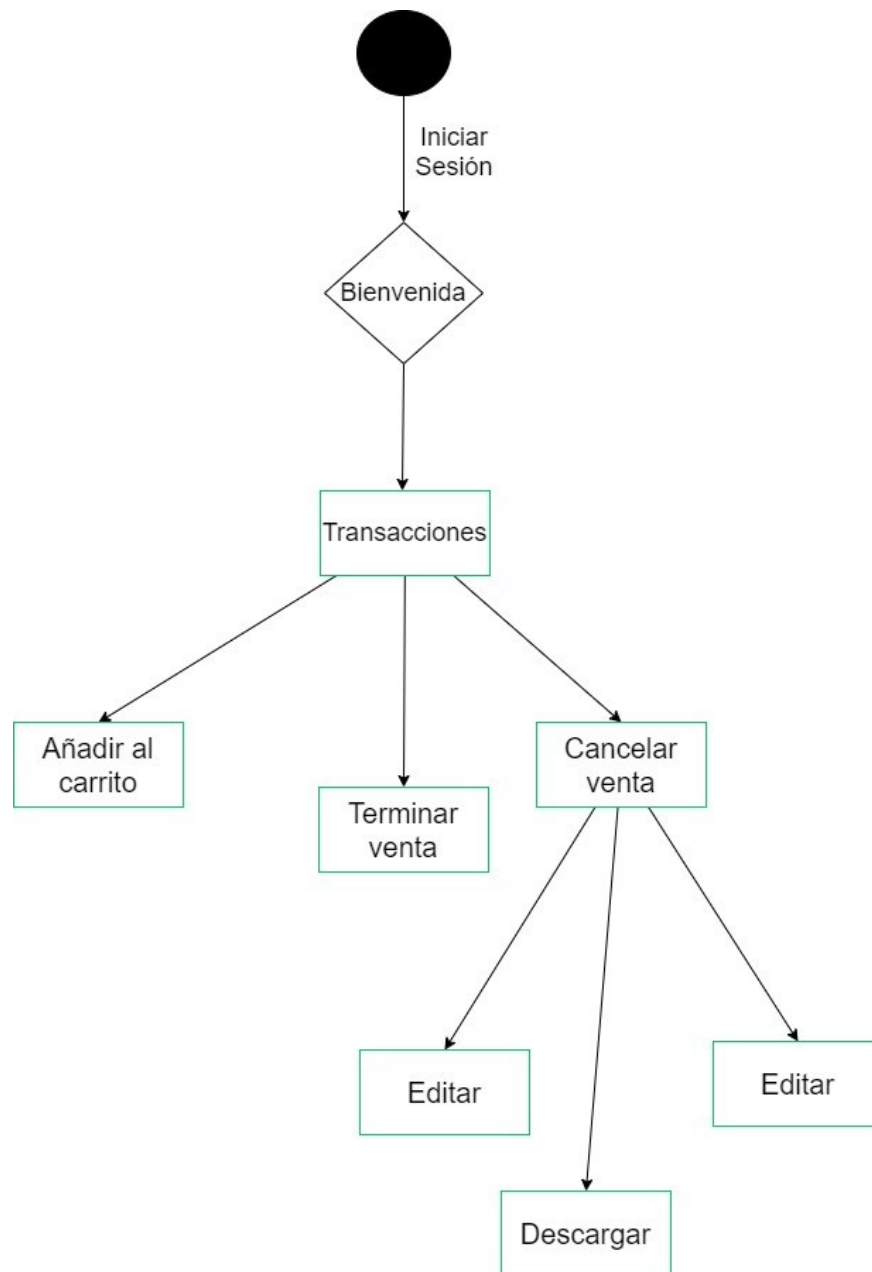 Iniciar
Sesión
Bienvenida
Transacciones
Añadir al
carrito
Terminar
venta
Cancelar
venta
Editar
Editar
Descargar